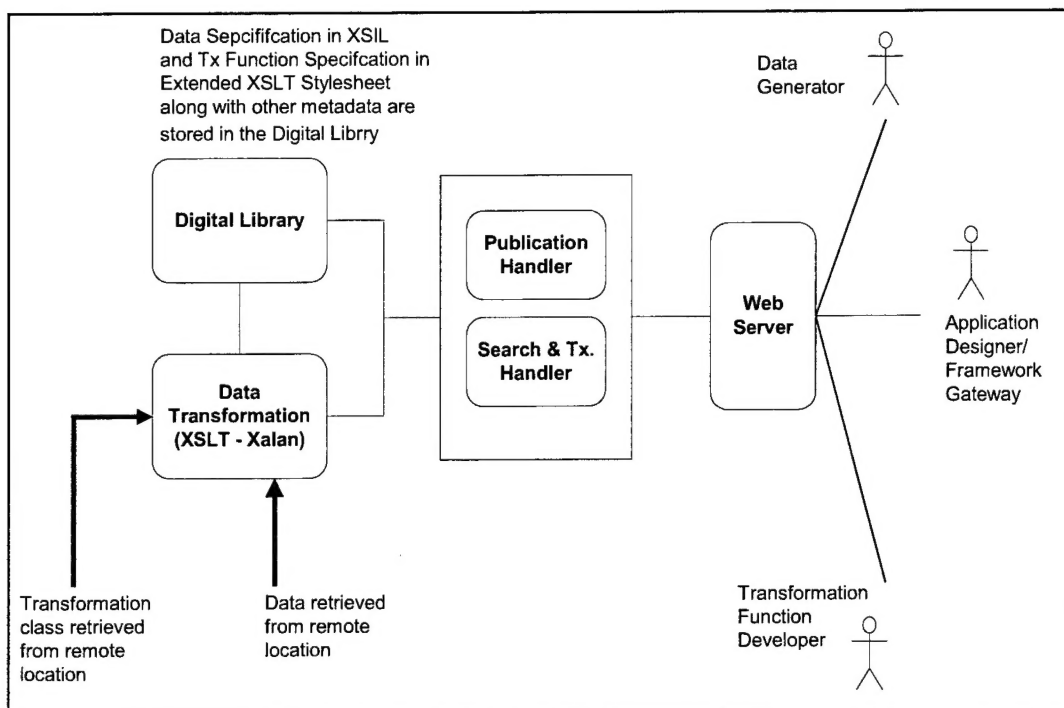 Data Sepcififcation in XSIL
and Tx Function Specifcation in
Extended XSLT Stylesheet
along with other metadata are
stored in the Digital Librry
Data
Generator
Digital Library
Publication
Handler
Web
Server
Search & Tx.
Handler
Application
Designer/
Framework
Gateway
Data
Transformation
(XSLT - Xalan)
Transformation
class retrieved
from remote
location
Data retrieved
from remote
location
Transformation
Function
Developer